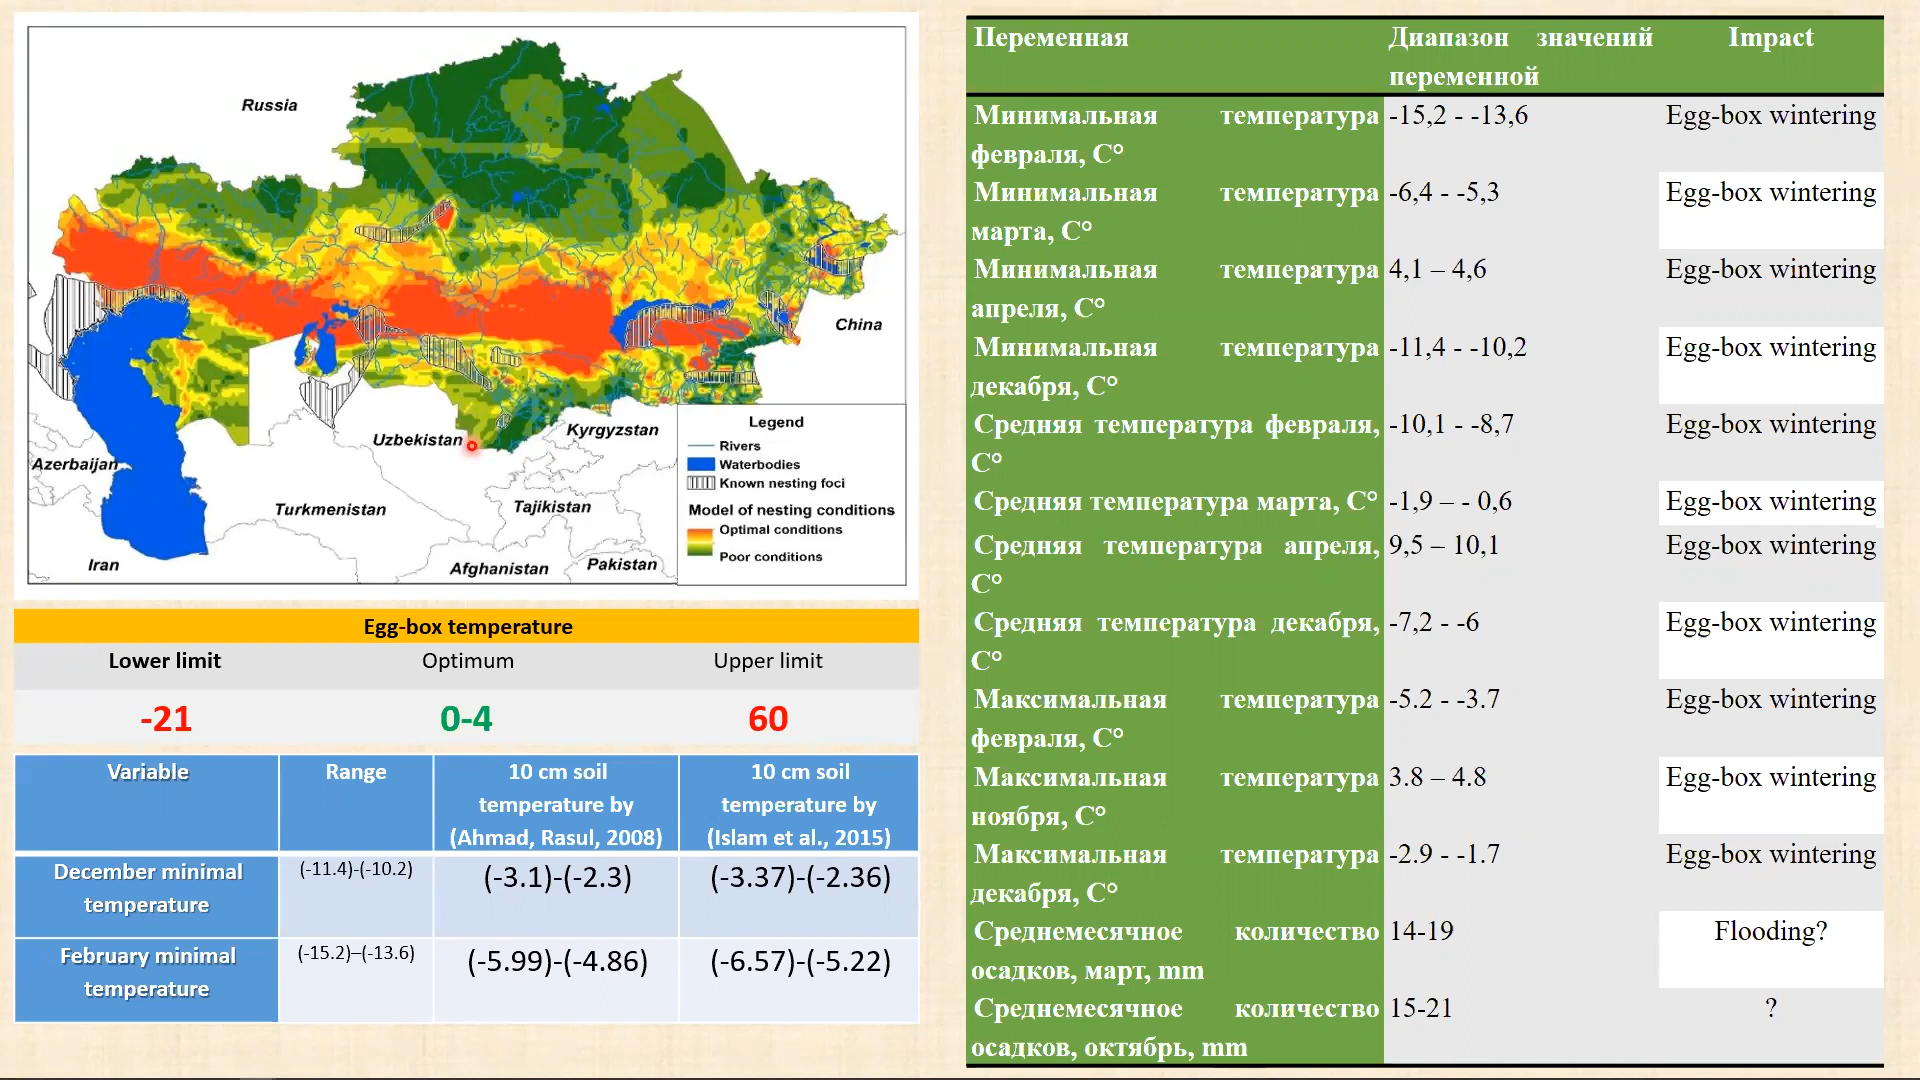 Russia
China
Uzbekistan
Kyrgyzstan
Azerbaijan
Turkmenistan
Tajikistan
Iran
Afghanistan
Pakistan
Legend
Rivers
Waterbodies
Known nesting foci
Model of nesting conditions
Optimal conditions
Poor conditions
Egg-box temperature
Lower limit Optimum Upper limit
-21 0-4 60
Variable Range 10 cm soil temperature by (Ahmad, Rasul, 2008) 10 cm soil temperature by (Islam et al., 2015)
December minimal temperature (-11.4)-(-10.2) (-3.1)-(-2.3) (-3.37)-(-2.36)
February minimal temperature (-15.2)–(-13.6) (-5.99)-(-4.86) (-6.57)-(-5.22)
Переменная Диапазон значений переменной Impact
Минимальная температура февраля, С° -15,2 - -13,6 Egg-box wintering
Минимальная температура марта, С° -6,4 - -5,3 Egg-box wintering
Минимальная температура апреля, С° 4,1 – 4,6 Egg-box wintering
Минимальная температура декабря, С° -11,4 - -10,2 Egg-box wintering
Средняя температура февраля, С° -10,1 - -8,7 Egg-box wintering
Средняя температура марта, С° -1,9 – - 0,6 Egg-box wintering
Средняя температура апреля, С° 9,5 – 10,1 Egg-box wintering
Средняя температура декабря, С° -7,2 - -6 Egg-box wintering
Максимальная температура февраля, С° -5.2 - -3.7 Egg-box wintering
Максимальная температура ноября, С° 3.8 – 4.8 Egg-box wintering
Максимальная температура декабря, С° -2.9 - -1.7 Egg-box wintering
Среднемесячное количество осадков, март, mm 14-19 Flooding?
Среднемесячное количество осадков, октябрь, mm 15-21 ?